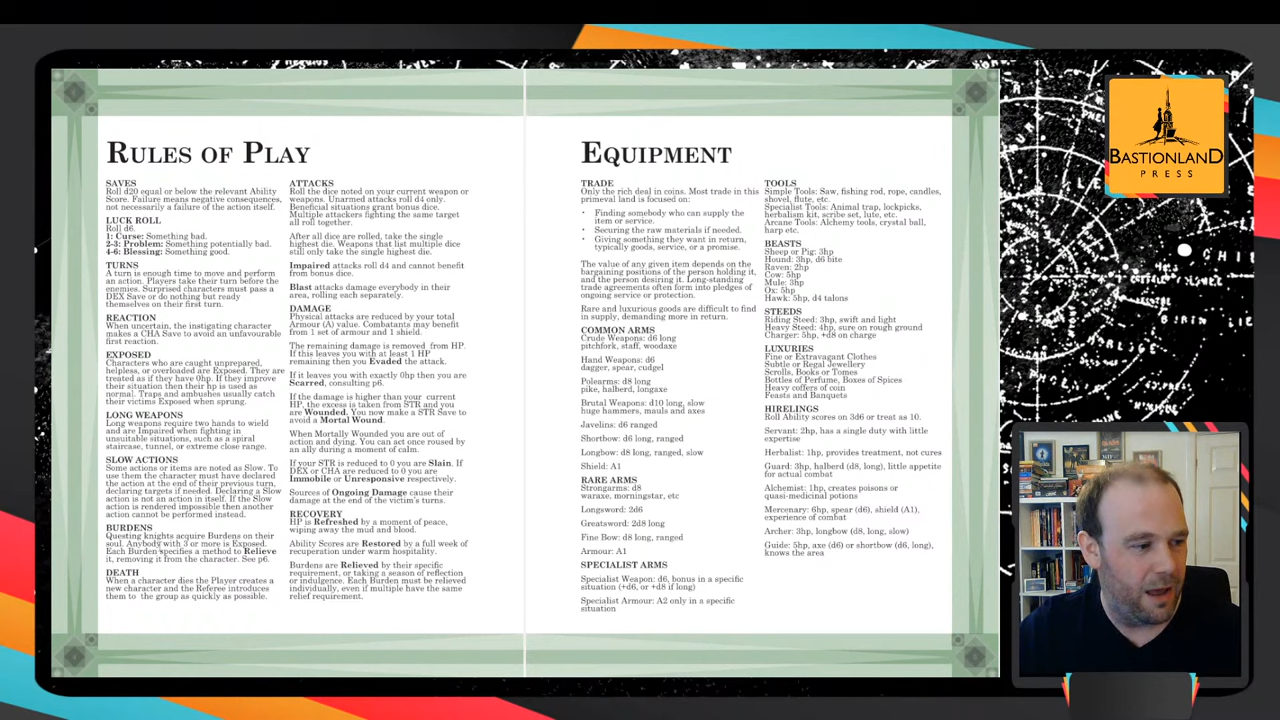 RULES OF PLAY
SAVES
Roll d20 equal or below the relevant Ability
Score. Failure means negative consequences,
not necessarily a failure of the action itself.
LUCK ROLL
Roll d6.
1: Curse: Something bad.
2-3: Problem: Something potentially bad.
4-6: Blessing: Something good.
TURNS
A turn is enough time to move and perform
an action. Players take their turn before the
enemies. Surprised characters must pass a
DEX Save or do nothing but ready
themselves on their first turn.
REACTION
When uncertain, the instigating character
makes a CHA Save to avoid an unfavourable
first reaction.
EXPOSED
Characters who are caught unprepared,
helpless, or overloaded are Exposed. They are
treated as if they have 0hp. If they improve
their situation then their hp is used as
normal. Traps and ambushes usually catch
their victims Exposed when sprung.
LONG WEAPONS
Long weapons require two hands to wield
and are Impaired when fighting in
unsuitable situations, such as a spiral
staircase, tunnel, or extreme close range.
SLOW ACTIONS
Some actions or items are noted as Slow. To
use them the character must have declared
the action at the end of their previous turn,
declaring targets if needed. Declaring a Slow
action is not an action in itself. If the Slow
action is rendered impossible then another
action cannot be performed instead.
BURDENS
Questing knights acquire Burdens on their
soul. Anybody with 3 or more is Exposed.
Each Burden specifies a method to Relieve
it, removing it from the character. See p6.
DEATH
When a character dies the Player creates a
new character and the Referee introduces
them to the group as quickly as possible.
ATTACKS
Roll the dice noted on your current weapon or
weapons. Unarmed attacks roll d4 only.
Beneficial situations grant bonus dice.
Multiple attackers fighting the same target
all roll together.
After all dice are rolled, take the single
highest die. Weapons that list multiple dice
still only take the single highest die.
Impaired attacks roll d4 and cannot benefit
from bonus dice.
Blast attacks damage everybody in their
area, rolling each separately.
DAMAGE
Physical attacks are reduced by your total
Armour (A) value. Combatants may benefit
from 1 set of armour and 1 shield.
The remaining damage is removed from HP.
If this leaves you with at least 1 HP
remaining then you Evaded the attack.
If it leaves you with exactly 0hp then you are
Scarred, consulting p6.
If the damage is higher than your current
HP, the excess is taken from STR and you
are Wounded. You now make a STR Save to
avoid a Mortal Wound.
When Mortally Wounded you are out of
action and dying. You can act once roused by
an ally during a moment of calm.
If your STR is reduced to 0 you are Slain. If
DEX or CHA are reduced to 0 you are
Immobile or Unresponsive respectively.
Sources of Ongoing Damage cause their
damage at the end of the victim's turns.
RECOVERY
HP is Refreshed by a moment of peace,
wiping away the mud and blood.
Ability Scores are Restored by a full week of
recuperation under warm hospitality.
Burdens are Relieved by their specific
requirement, or taking a season of reflection
or indulgence. Each Burden must be relieved
individually, even if multiple have the same
relief requirement.
EQUIPMENT
TRADE
Only the rich deal in coins. Most trade in this
primeval land is focused on:
• Finding somebody who can supply the
item or service.
• Securing the raw materials if needed.
• Giving something they want in return,
typically goods, service, or a promise.
The value of any given item depends on the
bargaining positions of the person holding it,
and the person desiring it. Long-standing
trade agreements often form into pledges of
ongoing service or protection.
Rare and luxurious goods are difficult to find
in supply, demanding more in return.
COMMON ARMS
Crude Weapons: d6 long
pitchfork, staff, woodaxe
Hand Weapons: d6
dagger, spear, cudgel
Polearms: d8 long
pike, halberd, longaxe
Brutal Weapons: d10 long, slow
huge hammers, mauls and axes
Javelins: d6 ranged
Shortbow: d6 long, ranged
Longbow: d8 long, ranged, slow
Shield: A1
RARE ARMS
Strongarms: d8
waraxe, morningstar, etc
Longsword: 2d6
Greatsword: 2d8 long
Fine Bow: d8 long, ranged
Armour: A1
SPECIALIST ARMS
Specialist Weapon: d6, bonus in a specific
situation (+d6, or +d8 if long)
Specialist Armour: A2 only in a specific
situation
TOOLS
Simple Tools: Saw, fishing rod, rope, candles,
shovel, flute, etc.
Specialist Tools: Animal trap, lockpicks,
herbalism kit, scribe set, lute, etc.
Arcane Tools: Alchemy tools, crystal ball,
harp etc.
BEASTS
Sheep or Pig: 3hp
Hound: 3hp, d6 bite
Raven: 2hp
Cow: 5hp
Mule: 3hp
Ox: 5hp
Hawk: 5hp, d4 talons
STEEDS
Riding Steed: 3hp, swift and light
Heavy Steed: 4hp, sure on rough ground
Charger: 5hp, +d8 on charge
LUXURIES
Fine or Extravagant Clothes
Subtle or Regal Jewellery
Scrolls, Books or Tomes
Bottles of Perfume, Boxes of Spices
Heavy coffers of coin
Feasts and Banquets
HIRELINGS
Roll Ability scores on 3d6 or treat as 10.
Servant: 2hp, has a single duty with little
expertise
Herbalist: 1hp, provides treatment, not cures
Guard: 3hp, halberd (d8, long), little appetite
for actual combat
Alchemist: 1hp, creates poisons or
quasi-medicinal potions
Mercenary: 6hp, spear (d6), shield (A1),
experience of combat
Archer: 3hp, longbow (d8, long, slow)
Guide: 5hp, axe (d6) or shortbow (d6, long),
knows the area
BASTIONLAND
PRESS